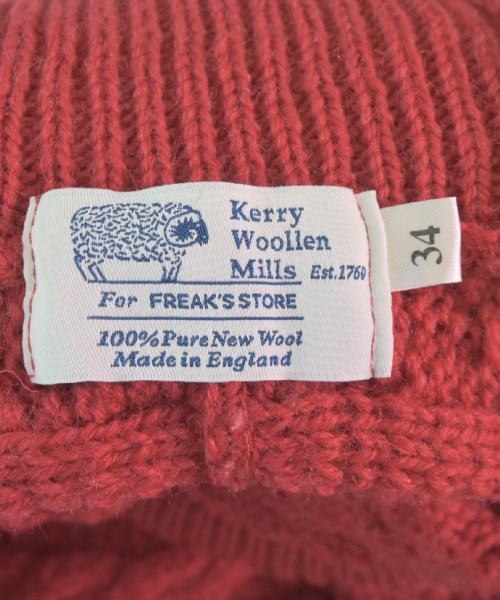 Kerry
Woollen
Mills Est.1760
For FREAK'S STORE
100% Pure New Wool
Made in England
34